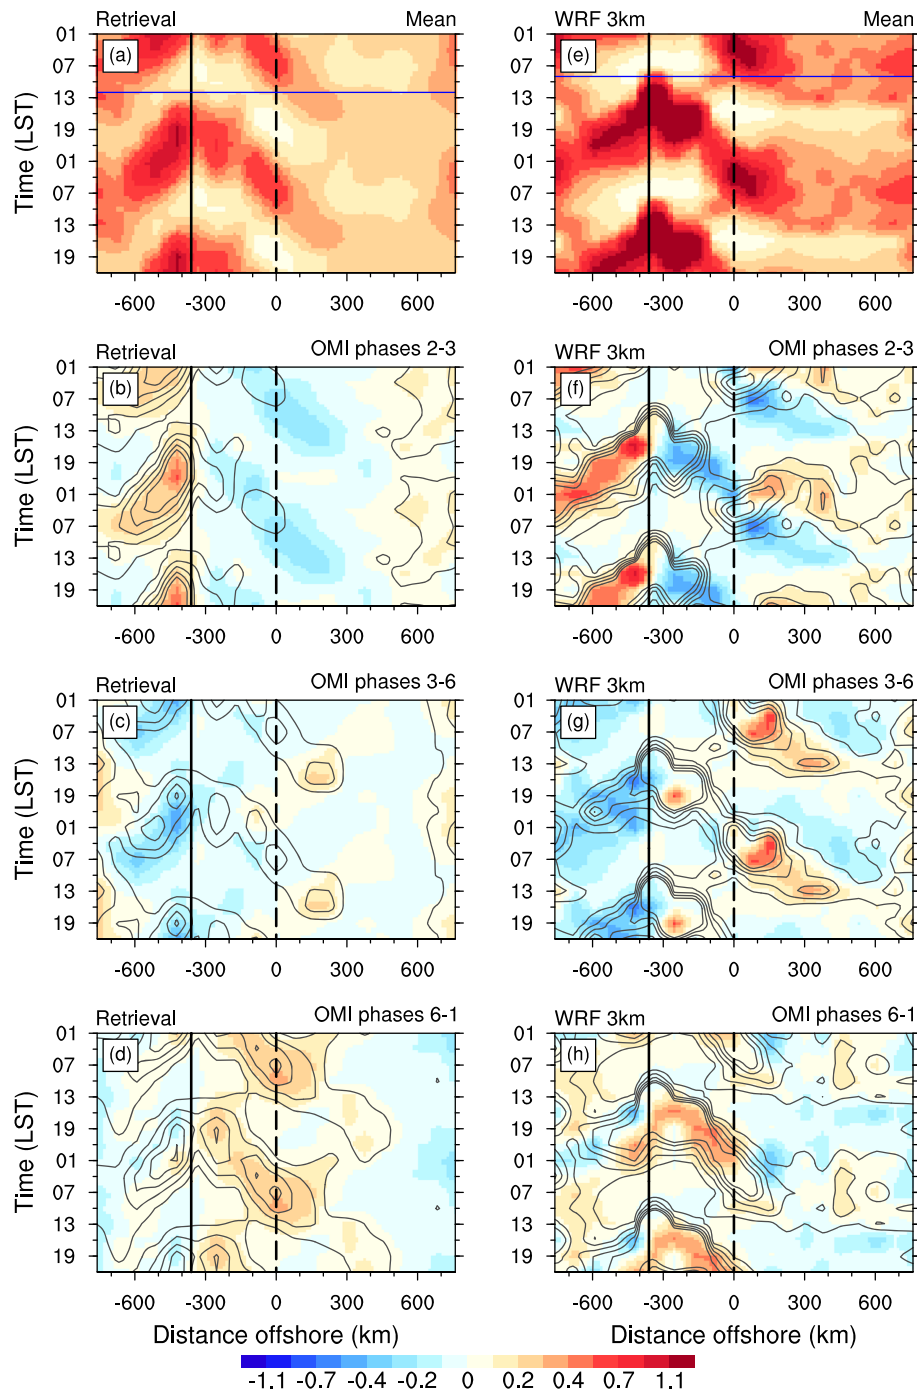 Retrieval Mean WRF 3km Mean
(a) (e)
01 07 13 19 01 07 13 19
01 07 13 19 01 07 13 19
Time (LST)
-600 -300 0 300 600 -600 -300 0 300 600
Retrieval OMI phases 2-3 WRF 3km OMI phases 2-3
(b) (f)
01 07 13 19 01 07 13 19
01 07 13 19 01 07 13 19
Time (LST)
-600 -300 0 300 600 -600 -300 0 300 600
Retrieval OMI phases 3-6 WRF 3km OMI phases 3-6
(c) (g)
01 07 13 19 01 07 13 19
01 07 13 19 01 07 13 19
Time (LST)
-600 -300 0 300 600 -600 -300 0 300 600
Retrieval OMI phases 6-1 WRF 3km OMI phases 6-1
(d) (h)
01 07 13 19 01 07 13 19
01 07 13 19 01 07 13 19
Time (LST)
-600 -300 0 300 600 -600 -300 0 300 600
Distance offshore (km) Distance offshore (km)
-1.1 -0.7 -0.4 -0.2 0 0.2 0.4 0.7 1.1